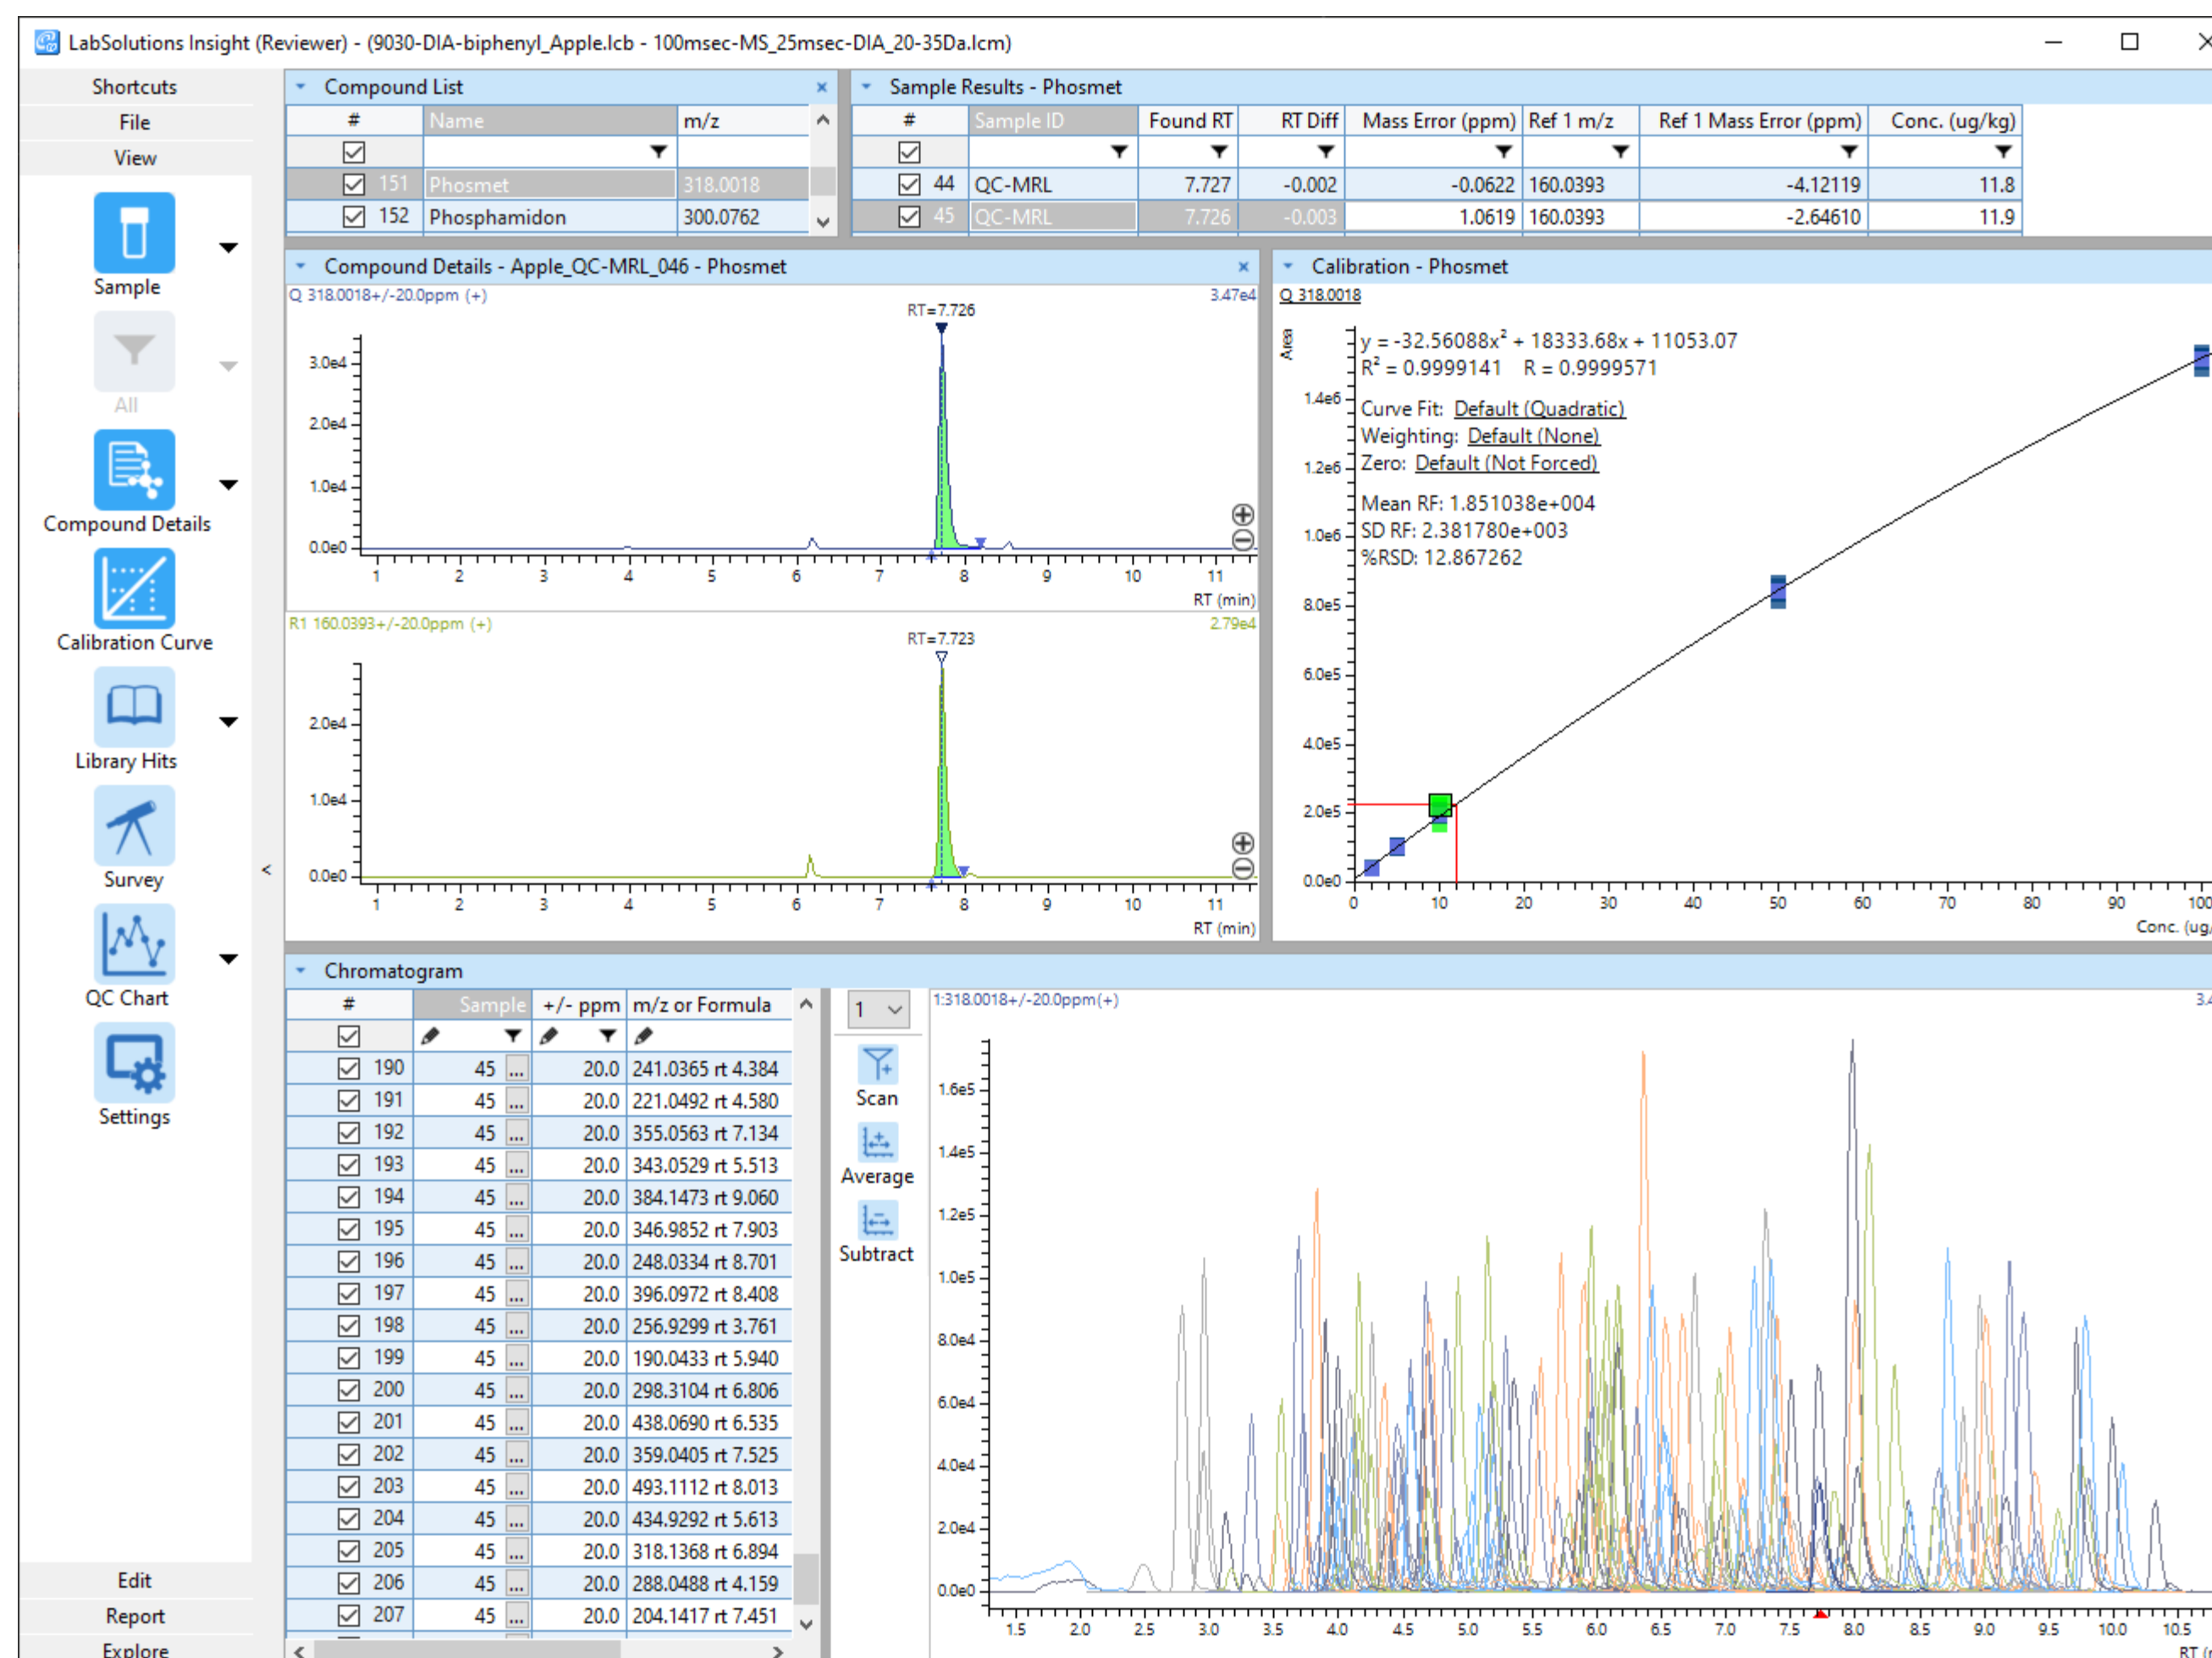 LabSolutions Insight (Reviewer) - (9030-DIA-biphenyl_Apple.lcb - 100msec-MS_25msec-DIA_20-35Da.lcm)
Shortcuts
File
View
Sample
All
Compound Details
Calibration Curve
Library Hits
Survey
QC Chart
Settings
Edit
Report
Explore
<
Compound List
# Name m/z
151 Phosmet 318.0018
152 Phosphamidon 300.0762
Sample Results - Phosmet
# Sample ID Found RT RT Diff Mass Error (ppm) Ref 1 m/z Ref 1 Mass Error (ppm) Conc. (ug/kg)
44 QC-MRL 7.727 -0.002 -0.0622 160.0393 -4.12119 11.8
45 QC-MRL 7.726 -0.003 1.0619 160.0393 -2.64610 11.9
Compound Details - Apple_QC-MRL_046 - Phosmet
Q 318.0018+/-20.0ppm (+) 3.47e4
RT=7.726
3.0e4
2.0e4
1.0e4
0.0e0
1 2 3 4 5 6 7 8 9 10 11
RT (min)
R1 160.0393+/-20.0ppm (+) 2.79e4
RT=7.723
2.0e4
1.0e4
0.0e0
1 2 3 4 5 6 7 8 9 10 11
RT (min)
Calibration - Phosmet
Q 318.0018
Area
y = -32.56088x² + 18333.68x + 11053.07
R² = 0.9999141 R = 0.9999571
Curve Fit: Default (Quadratic)
Weighting: Default (None)
Zero: Default (Not Forced)
Mean RF: 1.851038e+004
SD RF: 2.381780e+003
%RSD: 12.867262
1.4e6
1.2e6
1.0e6
8.0e5
6.0e5
4.0e5
2.0e5
0.0e0
0 10 20 30 40 50 60 70 80 90 100
Conc. (ug/
Chromatogram
# Sample +/- ppm m/z or Formula
190 45 ... 20.0 241.0365 rt 4.384
191 45 ... 20.0 221.0492 rt 4.580
192 45 ... 20.0 355.0563 rt 7.134
193 45 ... 20.0 343.0529 rt 5.513
194 45 ... 20.0 384.1473 rt 9.060
195 45 ... 20.0 346.9852 rt 7.903
196 45 ... 20.0 248.0334 rt 8.701
197 45 ... 20.0 396.0972 rt 8.408
198 45 ... 20.0 256.9299 rt 3.761
199 45 ... 20.0 190.0433 rt 5.940
200 45 ... 20.0 298.3104 rt 6.806
201 45 ... 20.0 438.0690 rt 6.535
202 45 ... 20.0 359.0405 rt 7.525
203 45 ... 20.0 493.1112 rt 8.013
204 45 ... 20.0 434.9292 rt 5.613
205 45 ... 20.0 318.1368 rt 6.894
206 45 ... 20.0 288.0488 rt 4.159
207 45 ... 20.0 204.1417 rt 7.451
1
Scan
Average
Subtract
1:318.0018+/-20.0ppm(+) 3.4
1.6e5
1.4e5
1.2e5
1.0e5
8.0e4
6.0e4
4.0e4
2.0e4
0.0e0
1.5 2.0 2.5 3.0 3.5 4.0 4.5 5.0 5.5 6.0 6.5 7.0 7.5 8.0 8.5 9.0 9.5 10.0 10.5
RT (